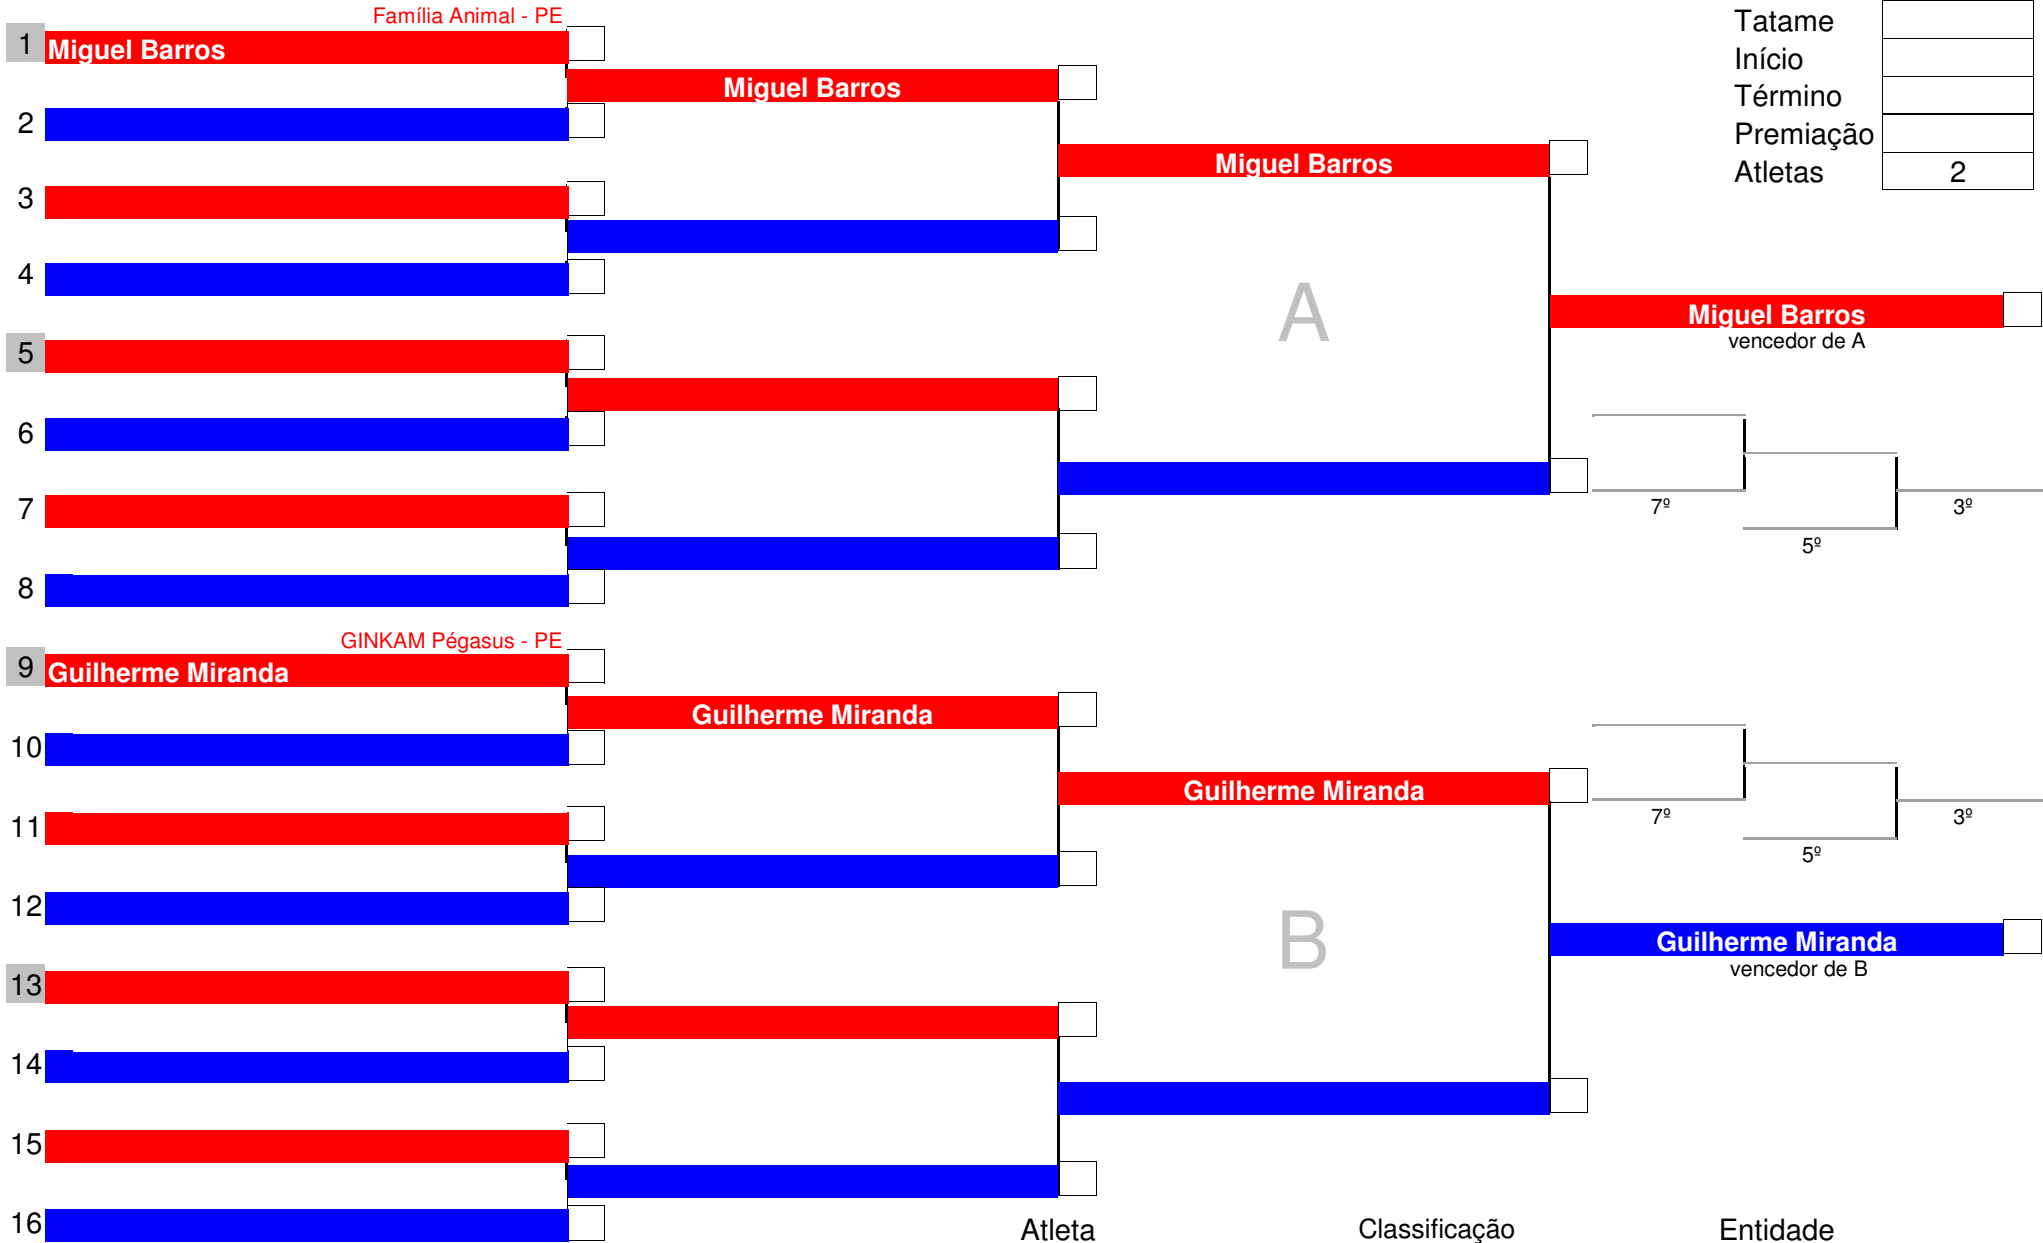 Família Animal - PE
1 Miguel Barros
Miguel Barros
2
Miguel Barros
3
4
A
Miguel Barros
vencedor de A
5
6
7
8
7º
5º
3º
Tatame
Início
Término
Premiação
Atletas 2
GINKAM Pégasus - PE
9 Guilherme Miranda
Guilherme Miranda
10
Guilherme Miranda
11
12
B
7º
5º
3º
Guilherme Miranda
vencedor de B
13
14
15
16
Atleta Classificação Entidade